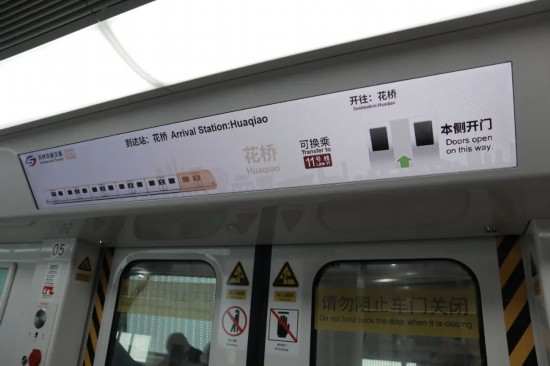 开往：花桥
Destination:Huaqiao
到达站：花桥 Arrival Station:Huaqiao
花桥
Huaqiao
可换乘
Transfer to
11号线
Line 11
本侧开门
Doors open
on this way.
05
请勿阻止车门关闭
Do not hold back the door when it is closing